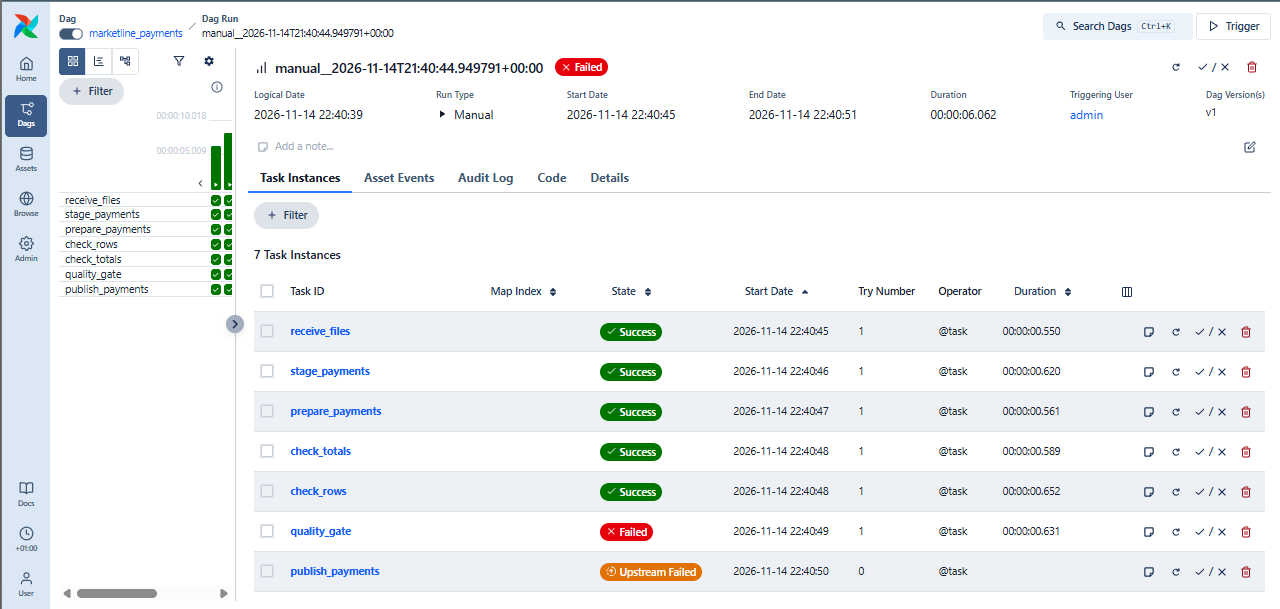 Dag
marketline_payments
/
Dag Run
manual__2026-11-14T21:40:44.949791+00:00
Search Dags Ctrl+K
Trigger
Home
Dags
Assets
Browse
Admin
Docs
+01:00
User
+ Filter
00:00:10.018
00:00:05.009
receive_files
stage_payments
prepare_payments
check_rows
check_totals
quality_gate
publish_payments
manual__2026-11-14T21:40:44.949791+00:00 Failed
Logical Date Run Type Start Date End Date Duration Triggering User Dag Version(s)
2026-11-14 22:40:39 Manual 2026-11-14 22:40:45 2026-11-14 22:40:51 00:00:06.062 admin v1
Add a note...
Task Instances Asset Events Audit Log Code Details
+ Filter
7 Task Instances
Task ID Map Index State Start Date Try Number Operator Duration
receive_files Success 2026-11-14 22:40:45 1 @task 00:00:00.550
stage_payments Success 2026-11-14 22:40:46 1 @task 00:00:00.620
prepare_payments Success 2026-11-14 22:40:47 1 @task 00:00:00.561
check_totals Success 2026-11-14 22:40:48 1 @task 00:00:00.589
check_rows Success 2026-11-14 22:40:48 1 @task 00:00:00.652
quality_gate Failed 2026-11-14 22:40:49 1 @task 00:00:00.631
publish_payments Upstream Failed 2026-11-14 22:40:50 0 @task